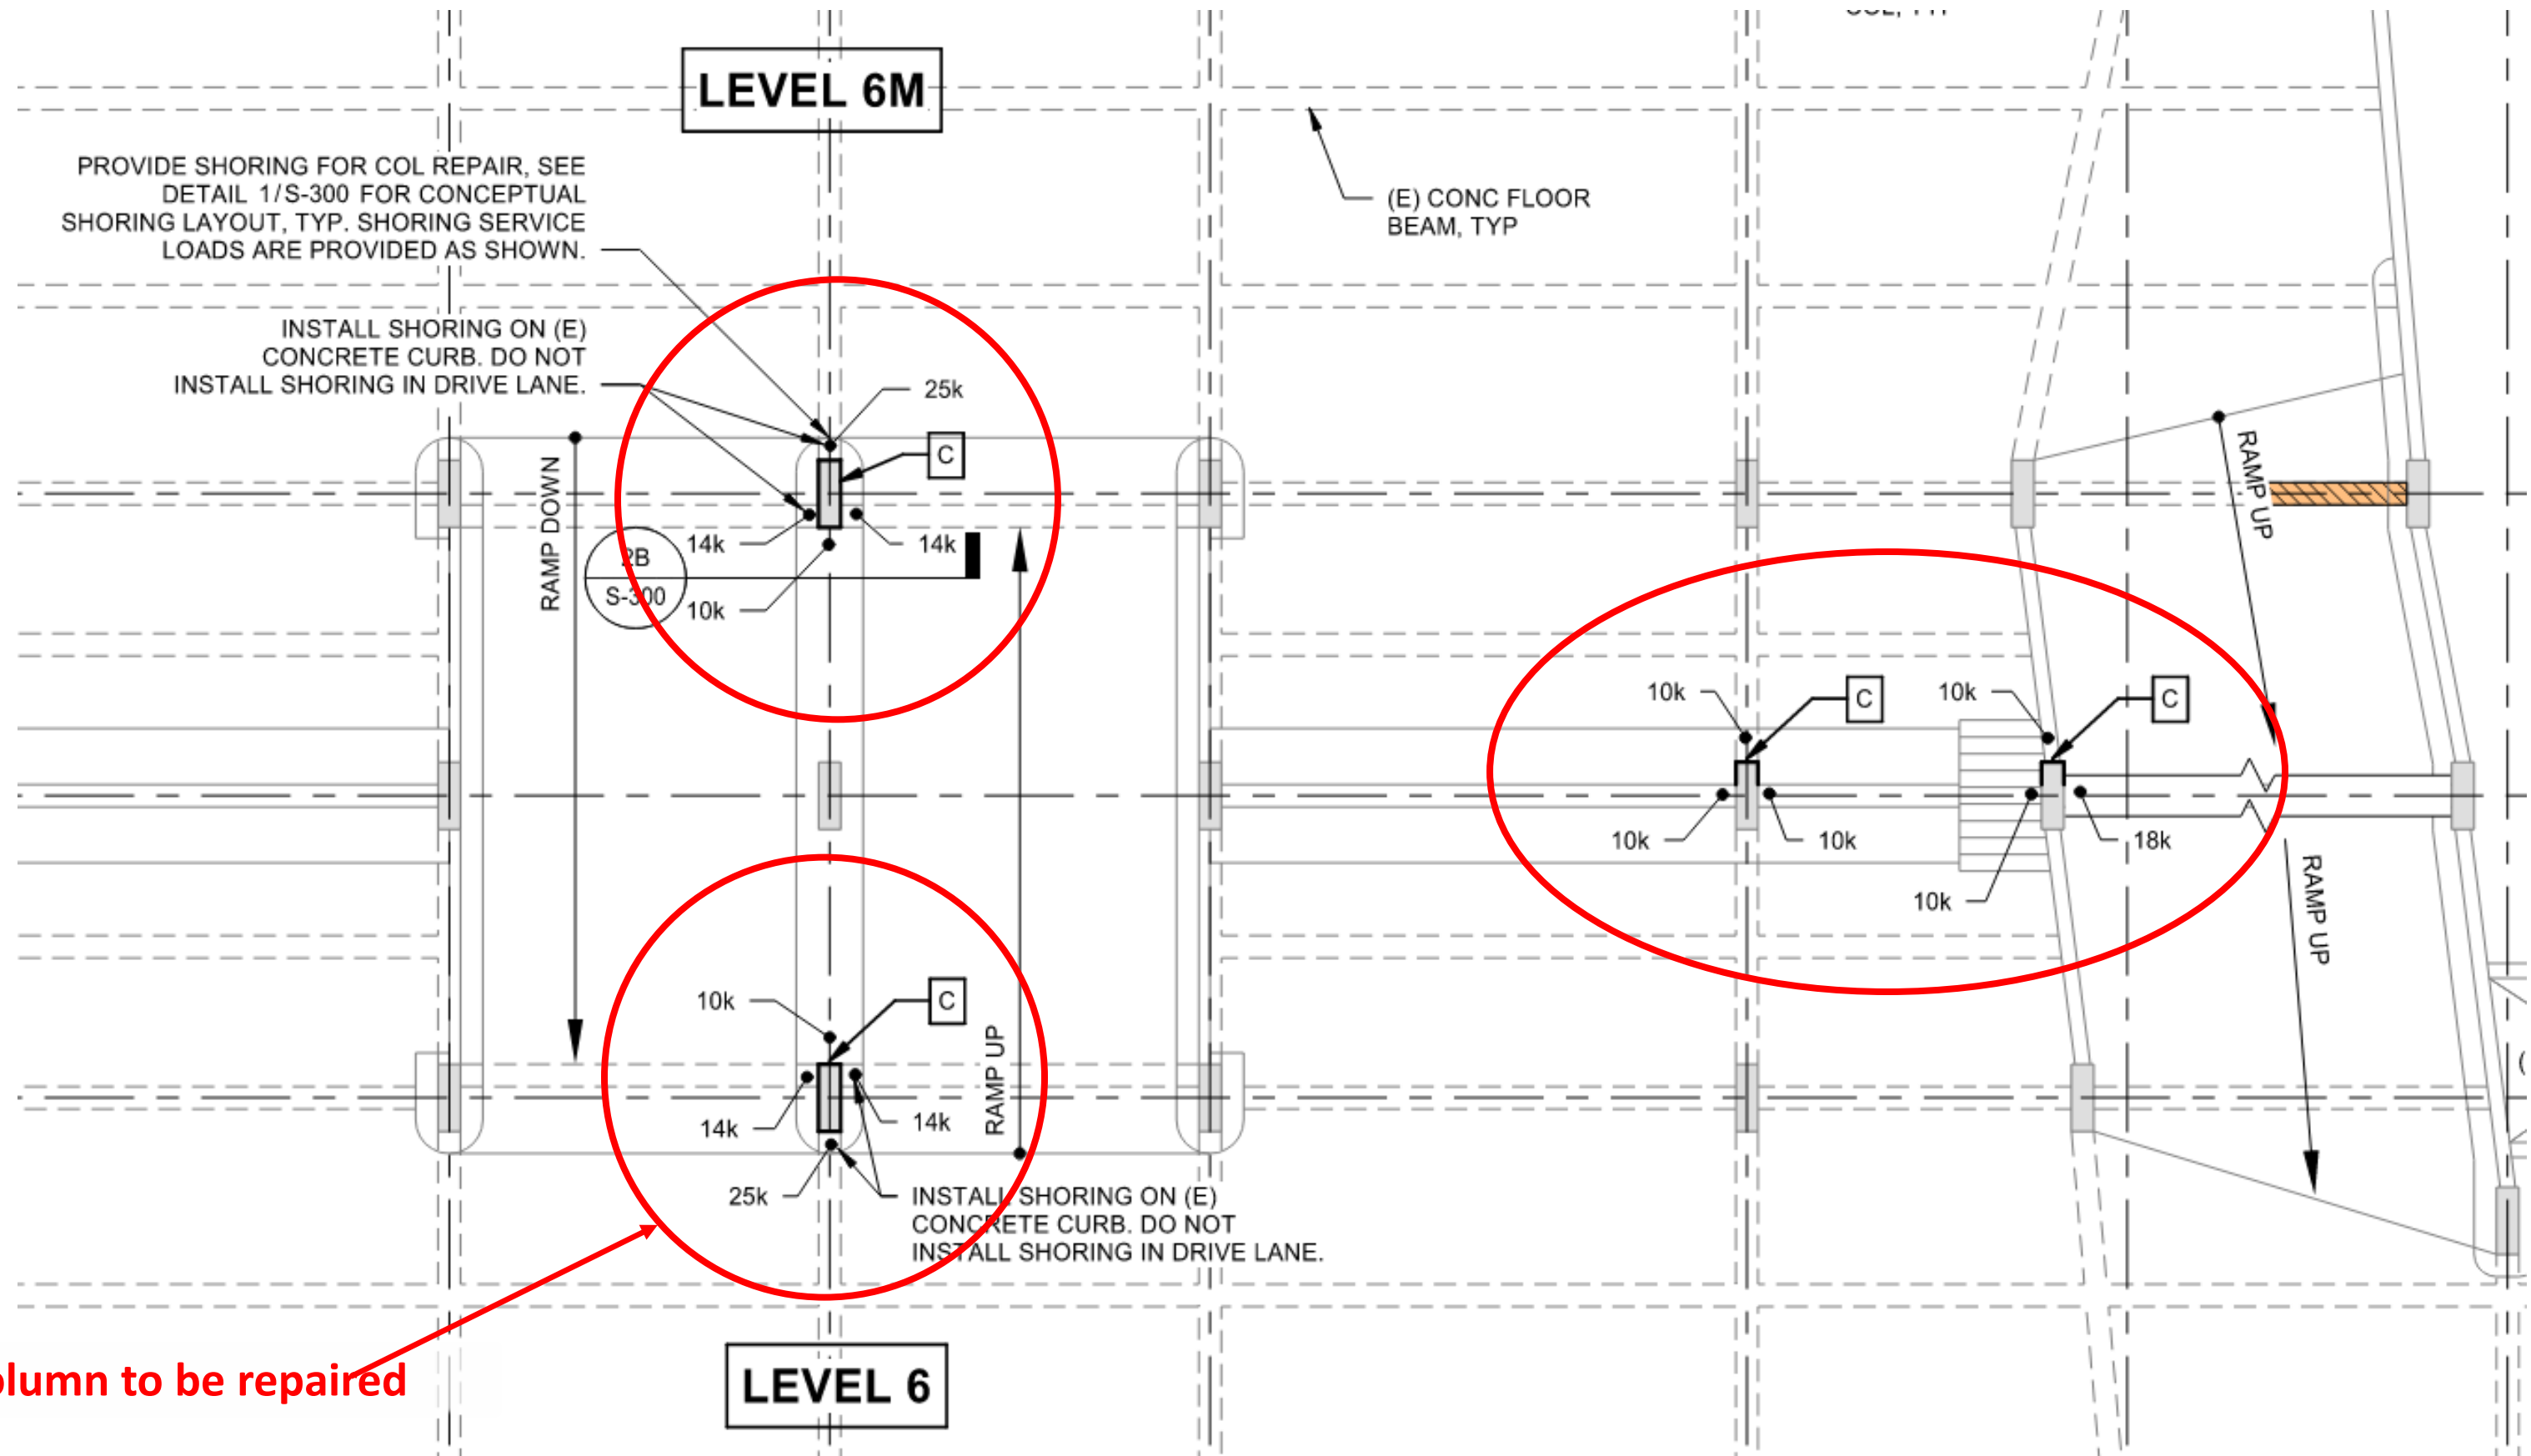 LEVEL 6M
PROVIDE SHORING FOR COL REPAIR, SEE
DETAIL 1/S-300 FOR CONCEPTUAL
SHORING LAYOUT, TYP. SHORING SERVICE
LOADS ARE PROVIDED AS SHOWN.
(E) CONC FLOOR
BEAM, TYP
INSTALL SHORING ON (E)
CONCRETE CURB. DO NOT
INSTALL SHORING IN DRIVE LANE.
25k
C
RAMP DOWN
14k
14k
2B
S-300
10k
RAMP UP
10k
C
10k
C
10k
10k
18k
10k
RAMP UP
10k
C
RAMP UP
14k
14k
25k
INSTALL SHORING ON (E)
CONCRETE CURB. DO NOT
INSTALL SHORING IN DRIVE LANE.
to be repaired
LEVEL 6